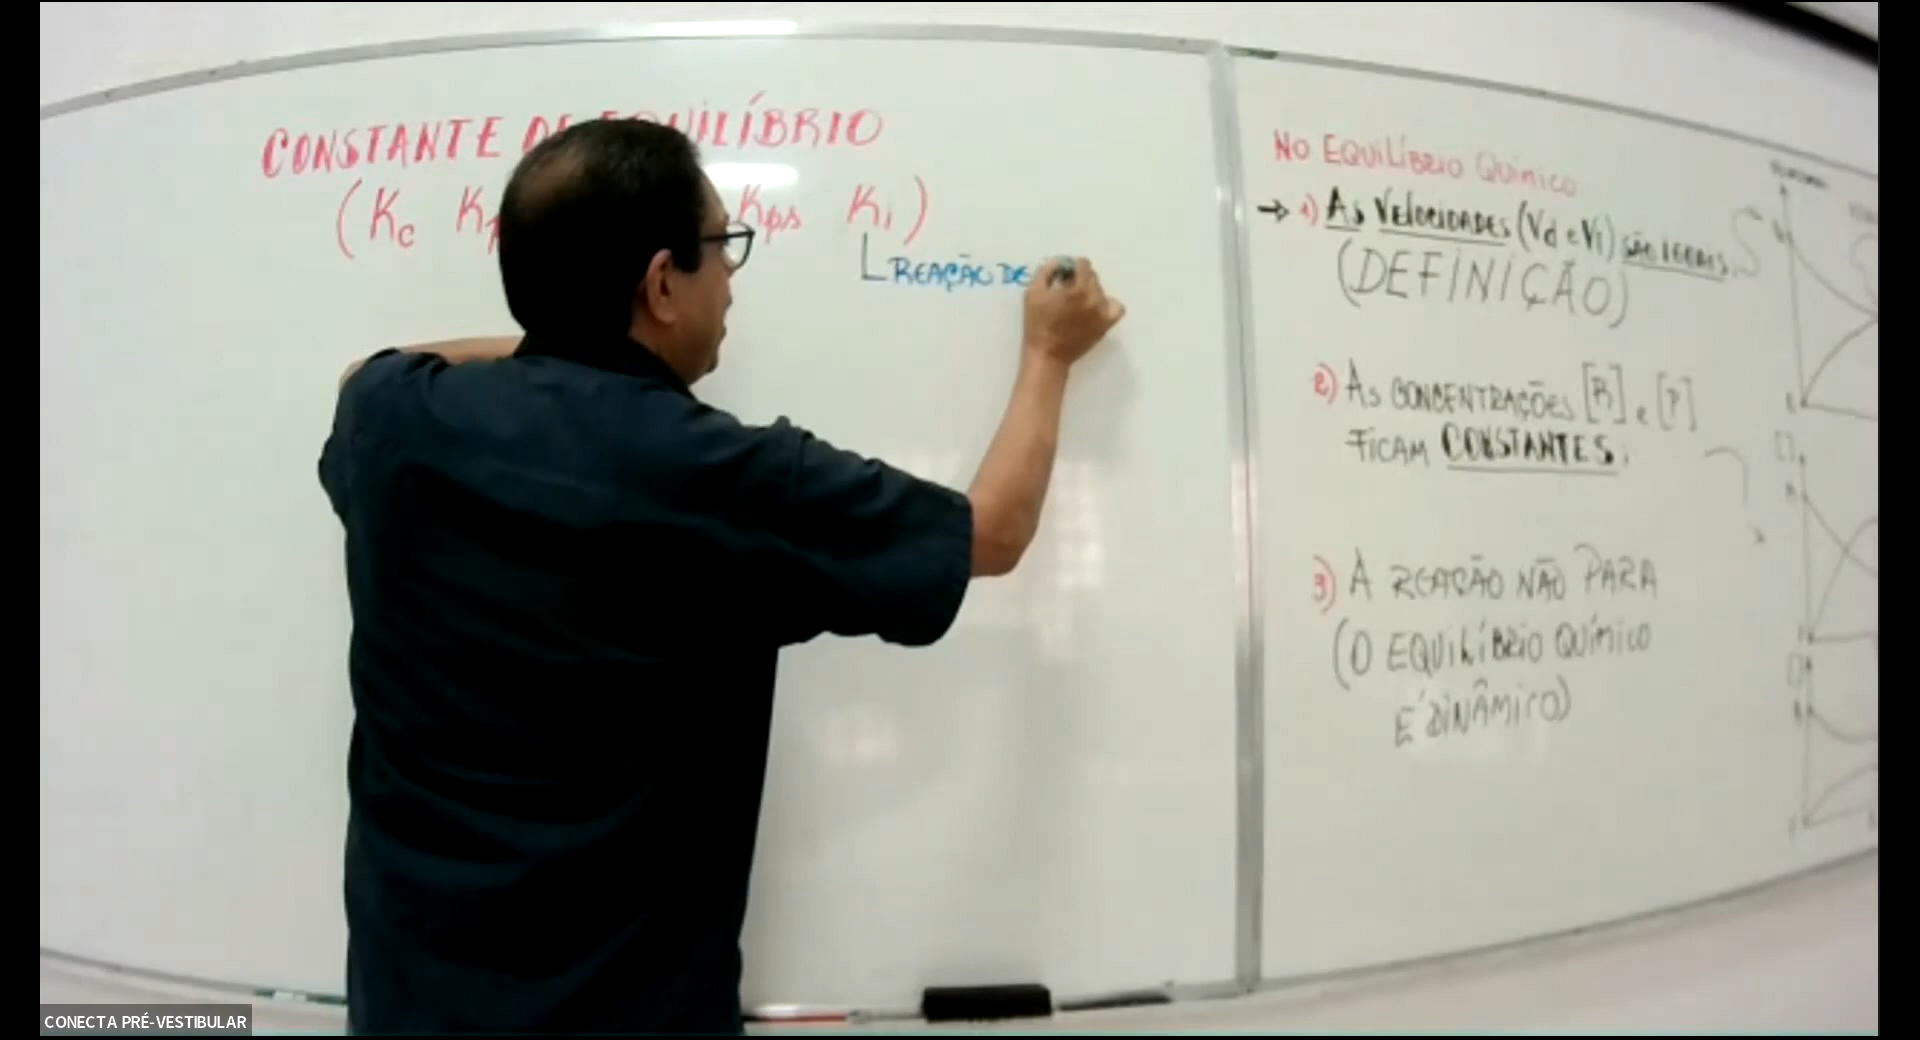 CONSTANTE DE EQUILÍBRIO
(Kc K Kps Ki)
REAÇÃO DE
NO EQUILÍBRIO QUÍMICO
→ 1) AS VELOCIDADES (Vd e Vi) SÃO IGUAIS
(DEFINIÇÃO)
2) AS CONCENTRAÇÕES [R] e [P]
FICAM CONSTANTES.
3) A REAÇÃO NÃO PARA
(O EQUILÍBRIO QUÍMICO
É DINÂMICO)
CONECTA PRÉ-VESTIBULAR